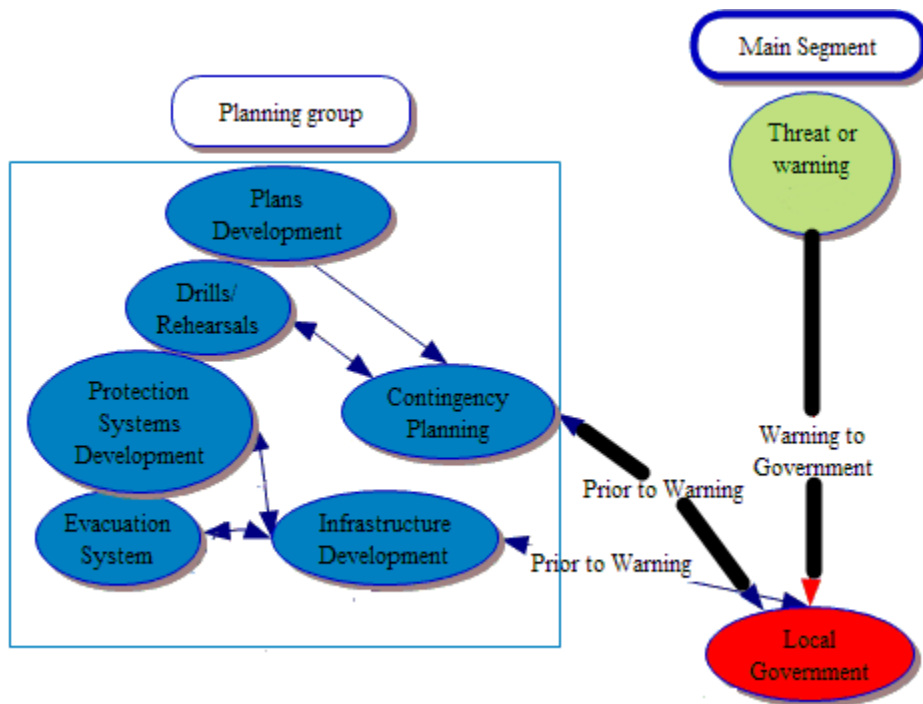 Main Segment
Planning group
Threat or
warning
Plans
Development
Drills/
Rehearsals
Protection
Systems
Development
Contingency
Planning
Warning to
Government
Prior to Warning
Evacuation
System
Infrastructure
Development
Prior to Warning
Local
Government